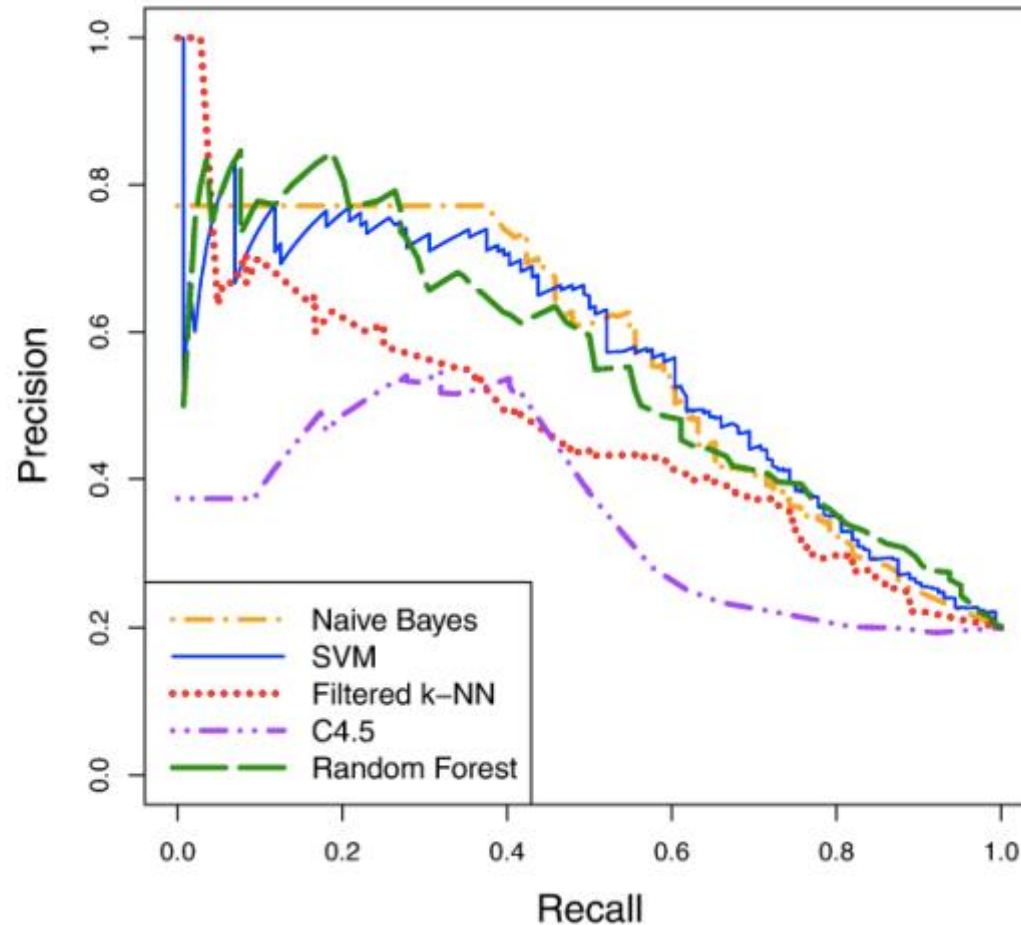 Precision
1.0
0.8
0.6
0.4
0.2
0.0
Naive Bayes
SVM
Filtered k-NN
C4.5
Random Forest
0.0 0.2 0.4 0.6 0.8 1.0
Recall